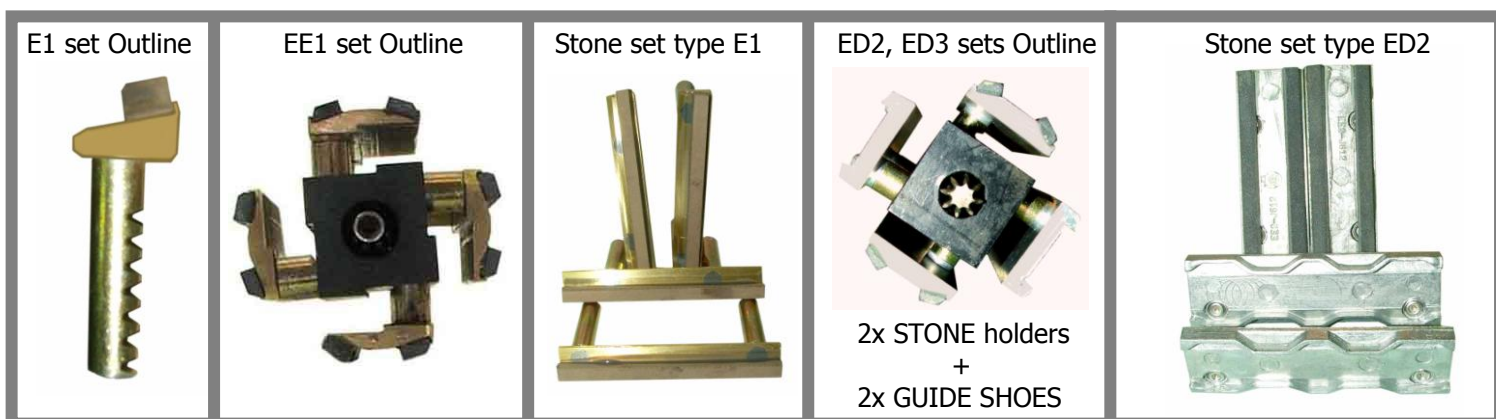 E1 set Outline
EE1 set Outline
Stone set type E1
ED2, ED3 sets Outline
2x STONE holders
+
2x GUIDE SHOES
Stone set type ED2